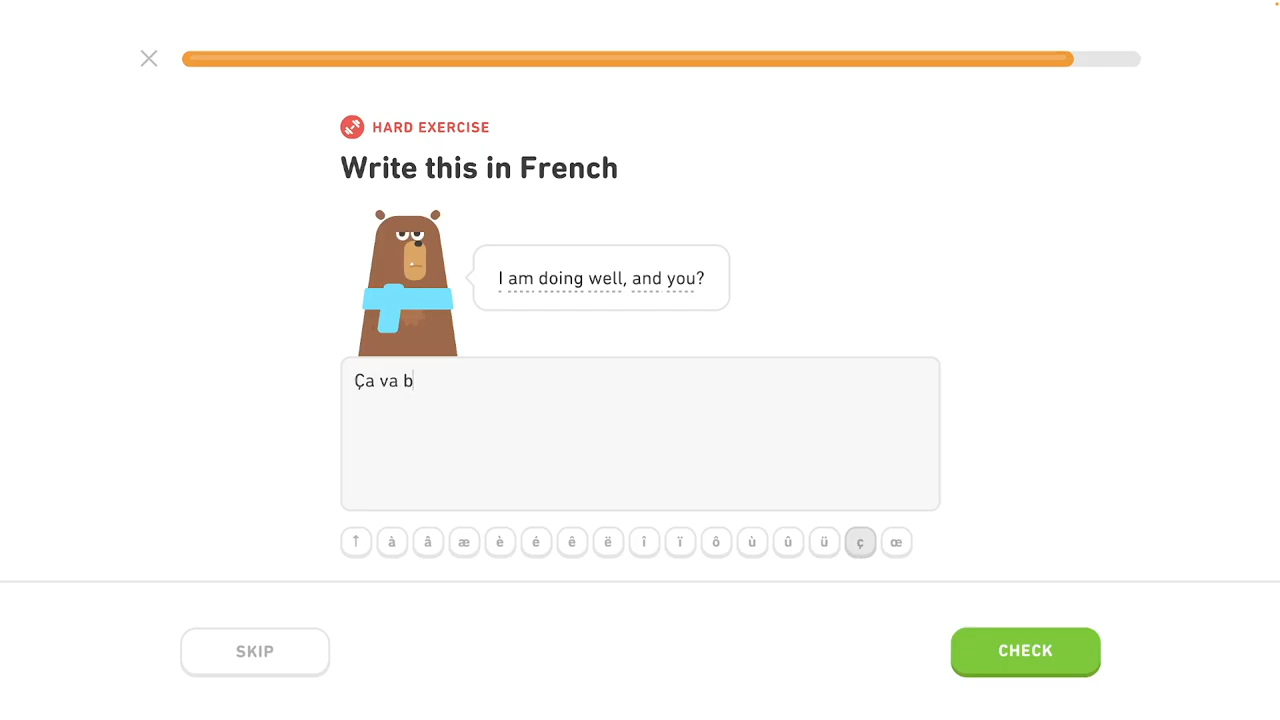 HARD EXERCISE
Write this in French
I am doing well, and you?
Ça va b
↑ à â æ è é ê ë î ï ô ù û ü ç œ
SKIP
CHECK